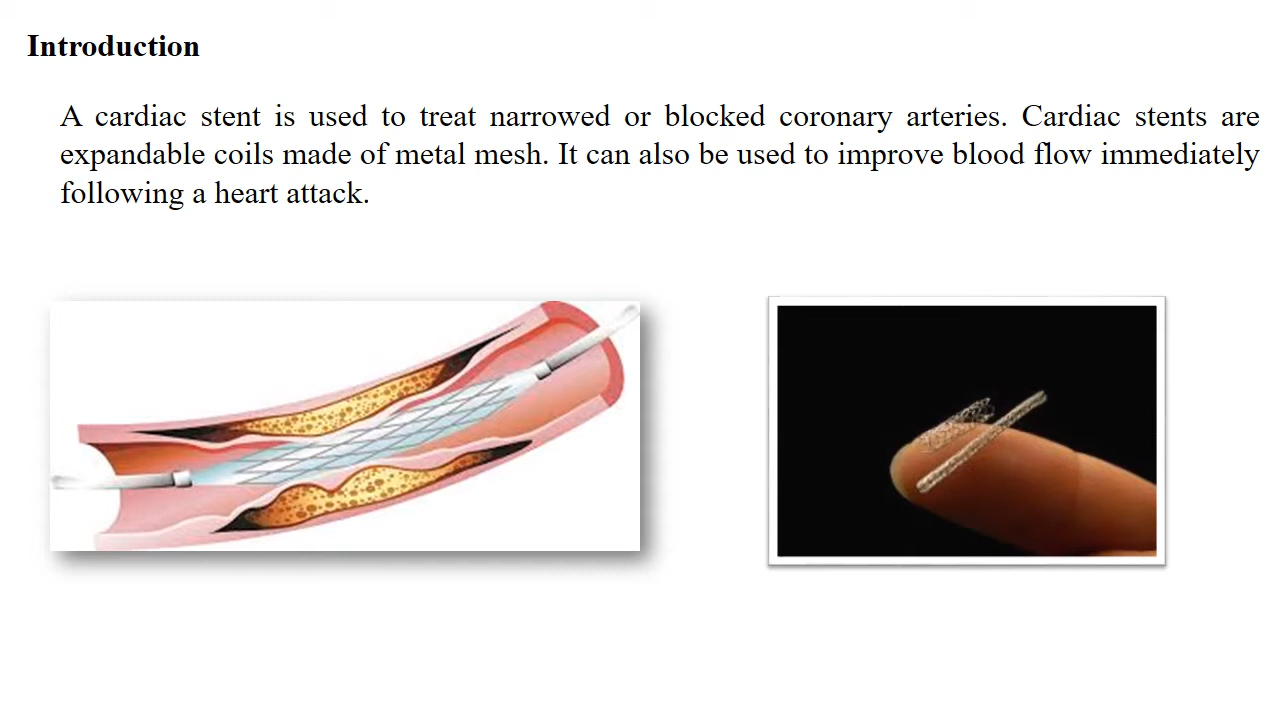 Introduction
A cardiac stent is used to treat narrowed or blocked coronary arteries. Cardiac stents are
expandable coils made of metal mesh. It can also be used to improve blood flow immediately
following a heart attack.